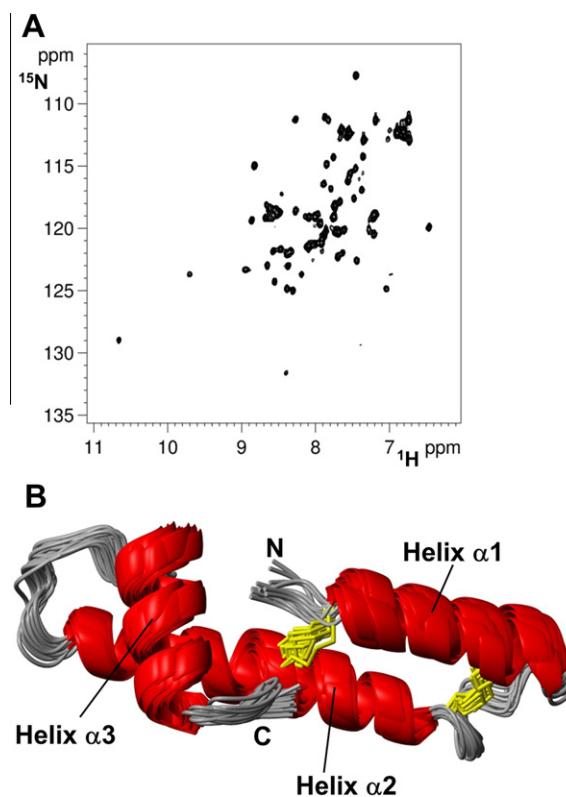 A
ppm
15N
110
115
120
125
130
135
11 10 9 8 7 ppm
1H
B
N
Helix α1
Helix α3
C
Helix α2